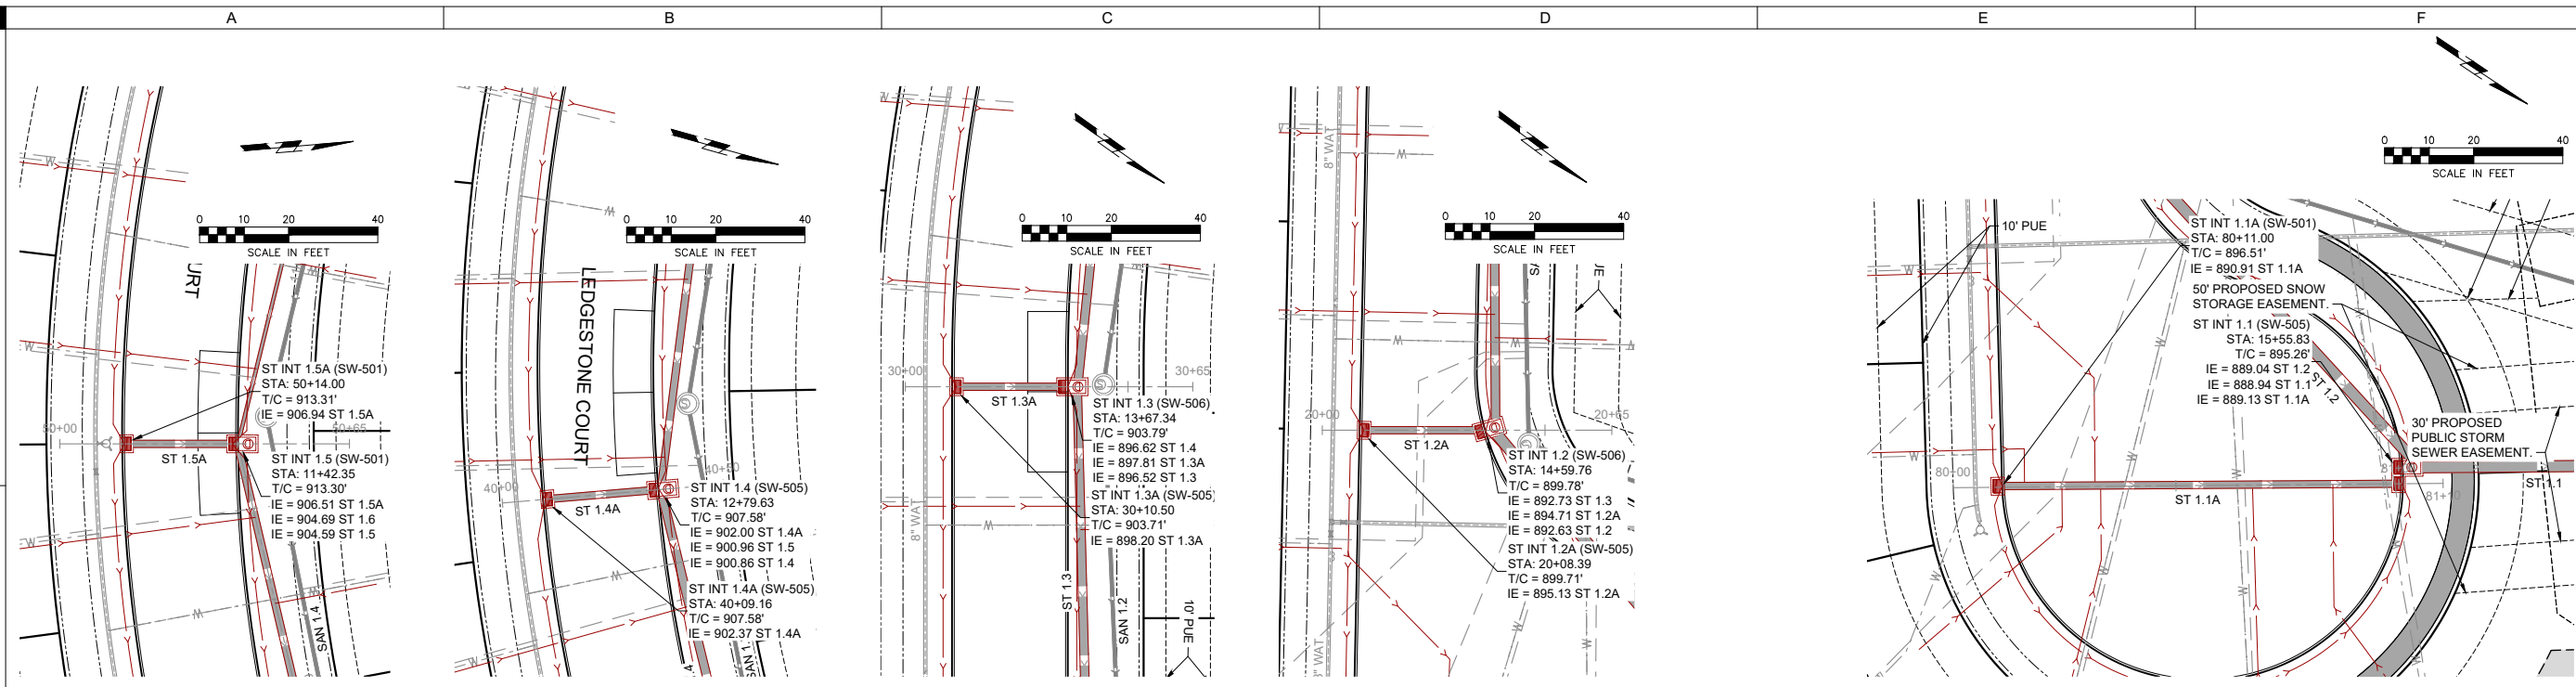 A
B
C
D
E
F
0 10 20 40
SCALE IN FEET
URT
W
W
ST INT 1.5A (SW-501)
STA: 50+14.00
T/C = 913.31'
IE = 906.94 ST 1.5A
50+00
50+65
ST 1.5A
ST INT 1.5 (SW-501)
STA: 11+42.35
T/C = 913.30'
IE = 906.51 ST 1.5A
IE = 904.69 ST 1.6
IE = 904.59 ST 1.5
W
W
SAN 1.4
0 10 20 40
SCALE IN FEET
W
LEDGESTONE COURT
S
40+00
40+50
ST 1.4A
ST INT 1.4 (SW-505)
STA: 12+79.63
T/C = 907.58'
IE = 902.00 ST 1.4A
IE = 900.96 ST 1.5
IE = 900.86 ST 1.4
W
ST INT 1.4A (SW-505)
STA: 40+09.16
T/C = 907.58'
IE = 902.37 ST 1.4A
W
SAN 1.
0 10 20 40
SCALE IN FEET
W
30+00
30+65
S
ST 1.3A
ST INT 1.3 (SW-506)
STA: 13+67.34
T/C = 903.79'
IE = 896.62 ST 1.4
IE = 897.81 ST 1.3A
IE = 896.52 ST 1.3
ST INT 1.3A (SW-505)
STA: 30+10.50
T/C = 903.71'
IE = 898.20 ST 1.3A
8" WAT
W
ST 1.3
SAN 1.2
10' PUE
8" WAT
W
0 10 20 40
SCALE IN FEET
UE
W
W
20+00
20+65
S
ST 1.2A
ST INT 1.2 (SW-506)
STA: 14+59.76
T/C = 899.78'
IE = 892.73 ST 1.3
IE = 894.71 ST 1.2A
IE = 892.63 ST 1.2
ST INT 1.2A (SW-505)
STA: 20+08.39
T/C = 899.71'
IE = 895.13 ST 1.2A
W
W
WAT
0 10 20 40
SCALE IN FEET
10' PUE
ST INT 1.1A (SW-501)
STA: 80+11.00
T/C = 896.51'
IE = 890.91 ST 1.1A
50' PROPOSED SNOW
STORAGE EASEMENT.
ST INT 1.1 (SW-505)
STA: 15+55.83
T/C = 895.26'
IE = 889.04 ST 1.2
IE = 888.94 ST 1.1
IE = 889.13 ST 1.1A
ST 1.2
30' PROPOSED
PUBLIC STORM
SEWER EASEMENT.
W
W
80+00
81+10
ST 1.1A
ST 1.1
W
W